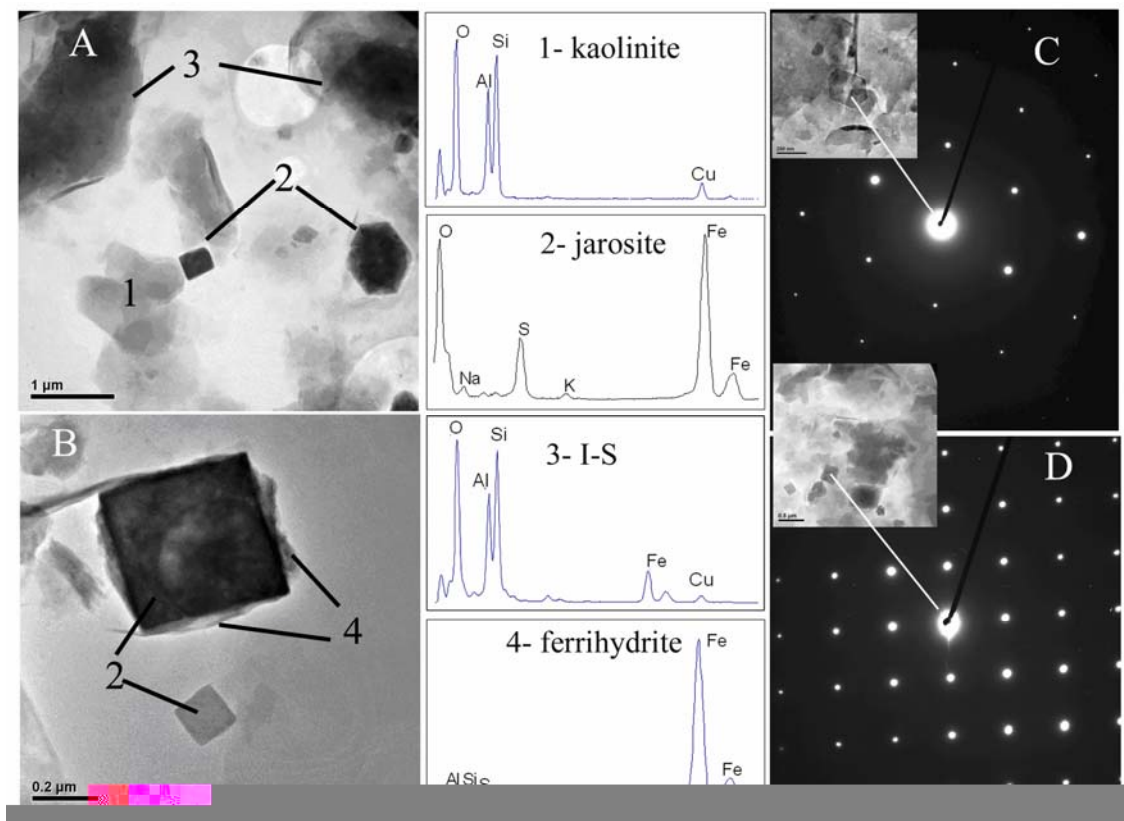 A
3
2
1
1 µm
B
2
4
0.2 µm
O
Si
Al
1- kaolinite
Cu
O
2- jarosite
Fe
S
Na
K
Fe
O
Si
Al
3- I-S
Fe
Cu
4- ferrihydrite
Fe
Fe
Al Si S
C
D